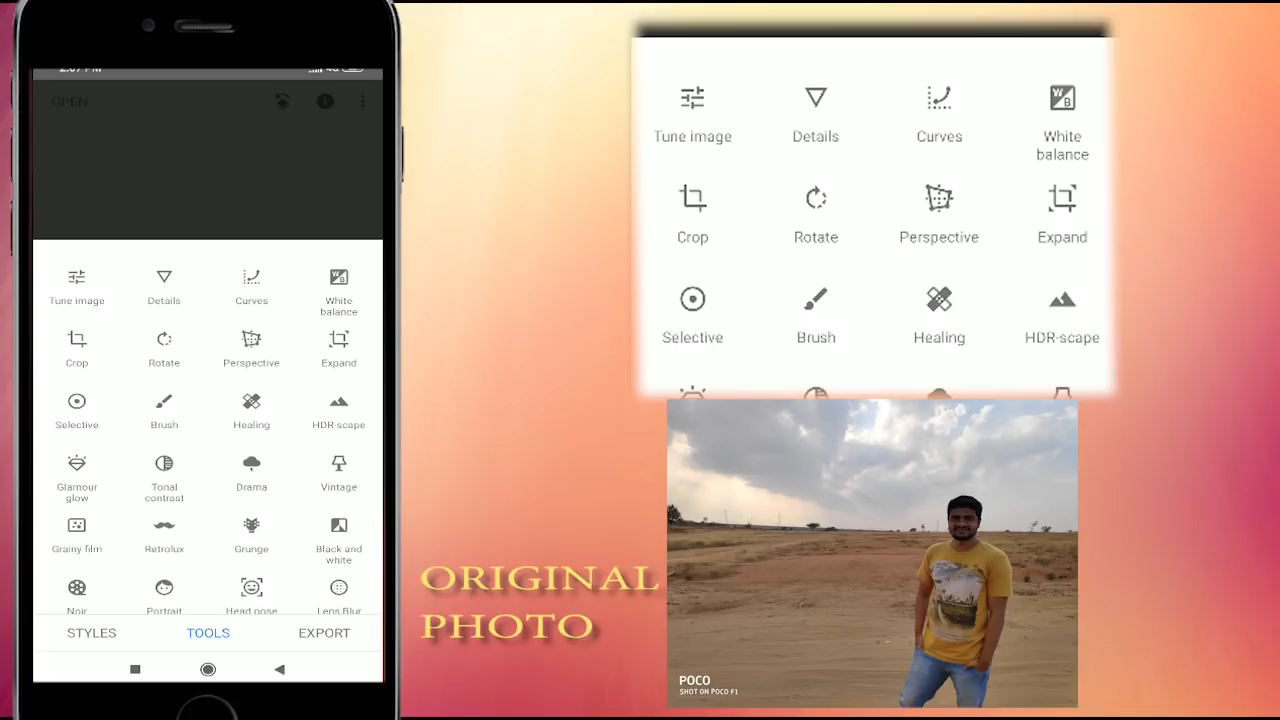 OPEN
Tune image
Details
Curves
White
balance
Crop
Rotate
Perspective
Expand
Selective
Brush
Healing
HDR-scape
Glamour
glow
Tonal
contrast
Drama
Vintage
Grainy film
Retrolux
Grunge
Black and
white
Noir
Portrait
Head pose
Lens Blur
STYLES
TOOLS
EXPORT
Tune image
Details
Curves
White
balance
Crop
Rotate
Perspective
Expand
Selective
Brush
Healing
HDR-scape
ORIGINAL
PHOTO
POCO
SHOT ON POCO F1